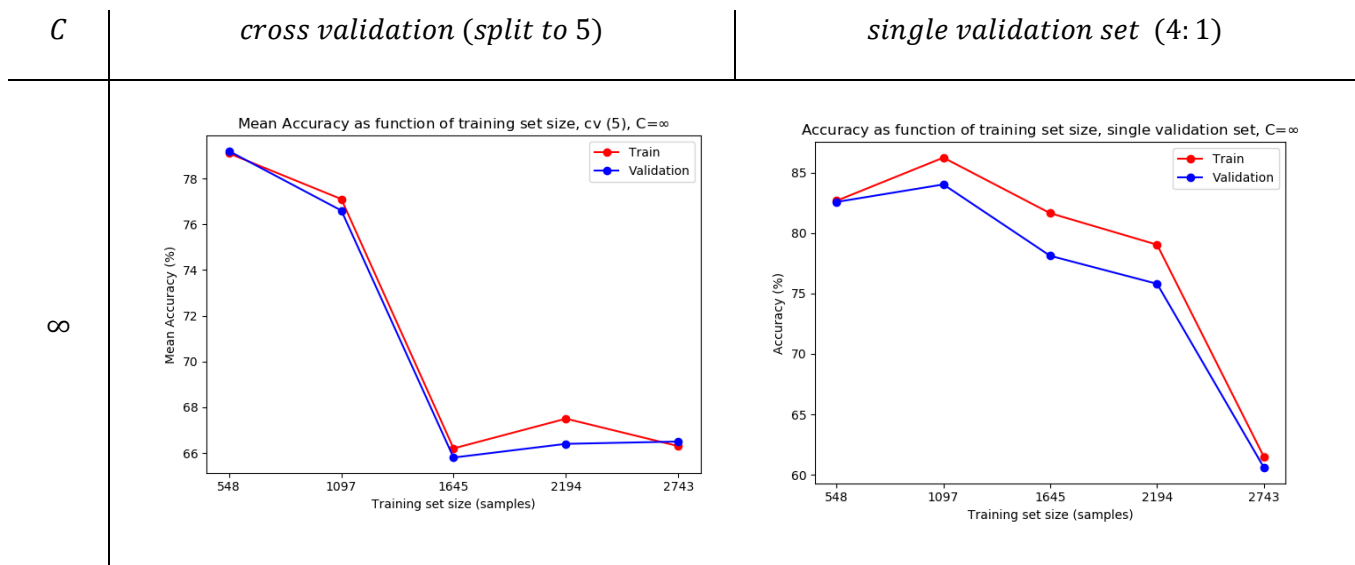 C
cross validation (split to 5)
single validation set (4: 1)
∞
Mean Accuracy as function of training set size, cv (5), C=∞
Train
Validation
Mean Accuracy (%)
78
76
74
72
70
68
66
548 1097 1645 2194 2743
Training set size (samples)
Accuracy as function of training set size, single validation set, C=∞
Train
Validation
Accuracy (%)
85
80
75
70
65
60
548 1097 1645 2194 2743
Training set size (samples)